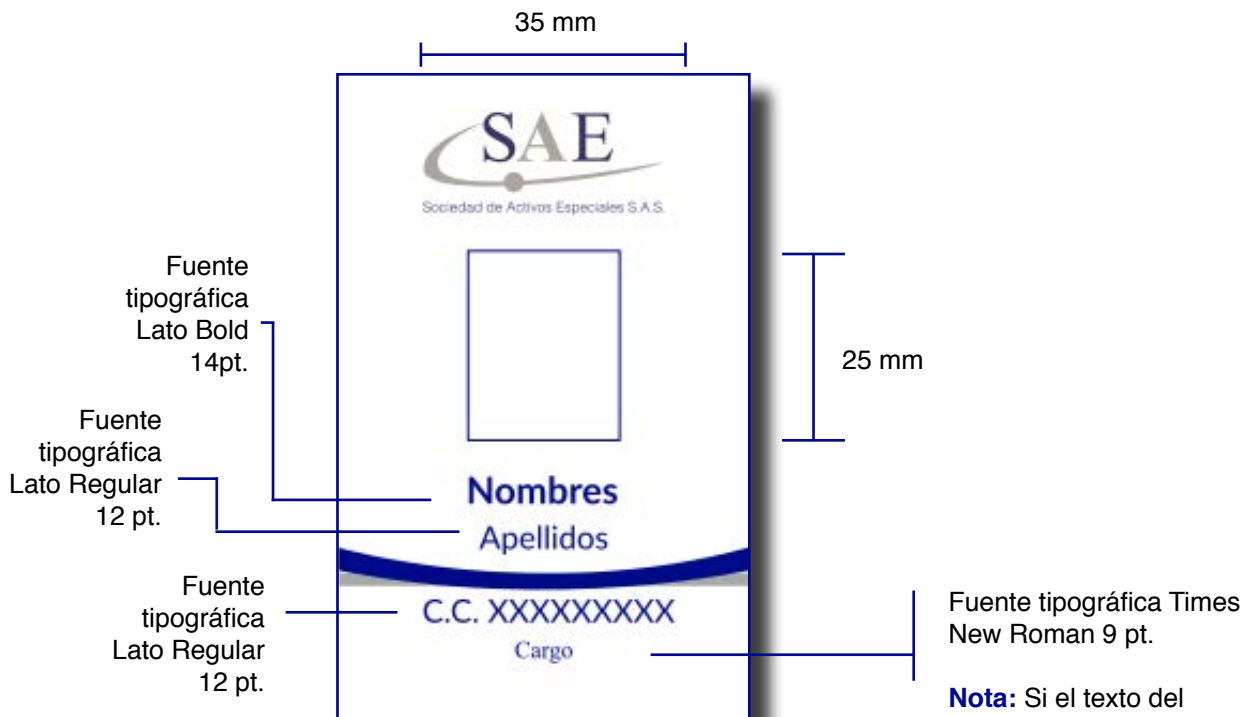 35 mm
SAE
Sociedad de Activos Especiales S.A.S.
Fuente
tipográfica
Lato Bold
14pt.
25 mm
Fuente
tipográfica
Lato Regular
12 pt.
Nombres
Apellidos
Fuente
tipográfica
Lato Regular
12 pt.
C.C. XXXXXXXXX
Cargo
Fuente tipográfica Times
New Roman 9 pt.
Nota: Si el texto del